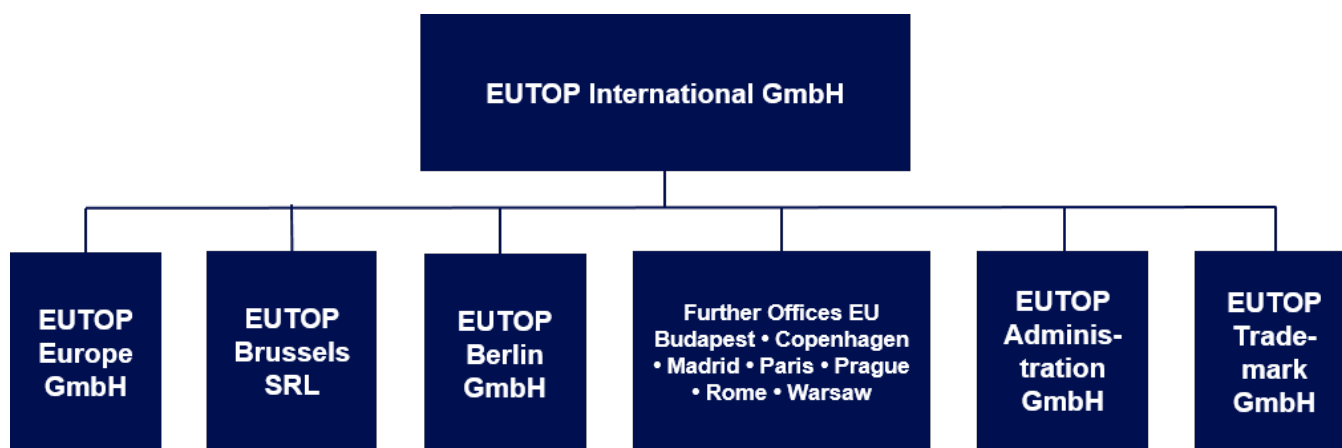 EUTOP International GmbH
EUTOP
Europe
GmbH
EUTOP
Brussels
SRL
EUTOP
Berlin
GmbH
Further Offices EU
Budapest • Copenhagen
• Madrid • Paris • Prague
• Rome • Warsaw
EUTOP
Adminis-
tration
GmbH
EUTOP
Trade-
mark
GmbH